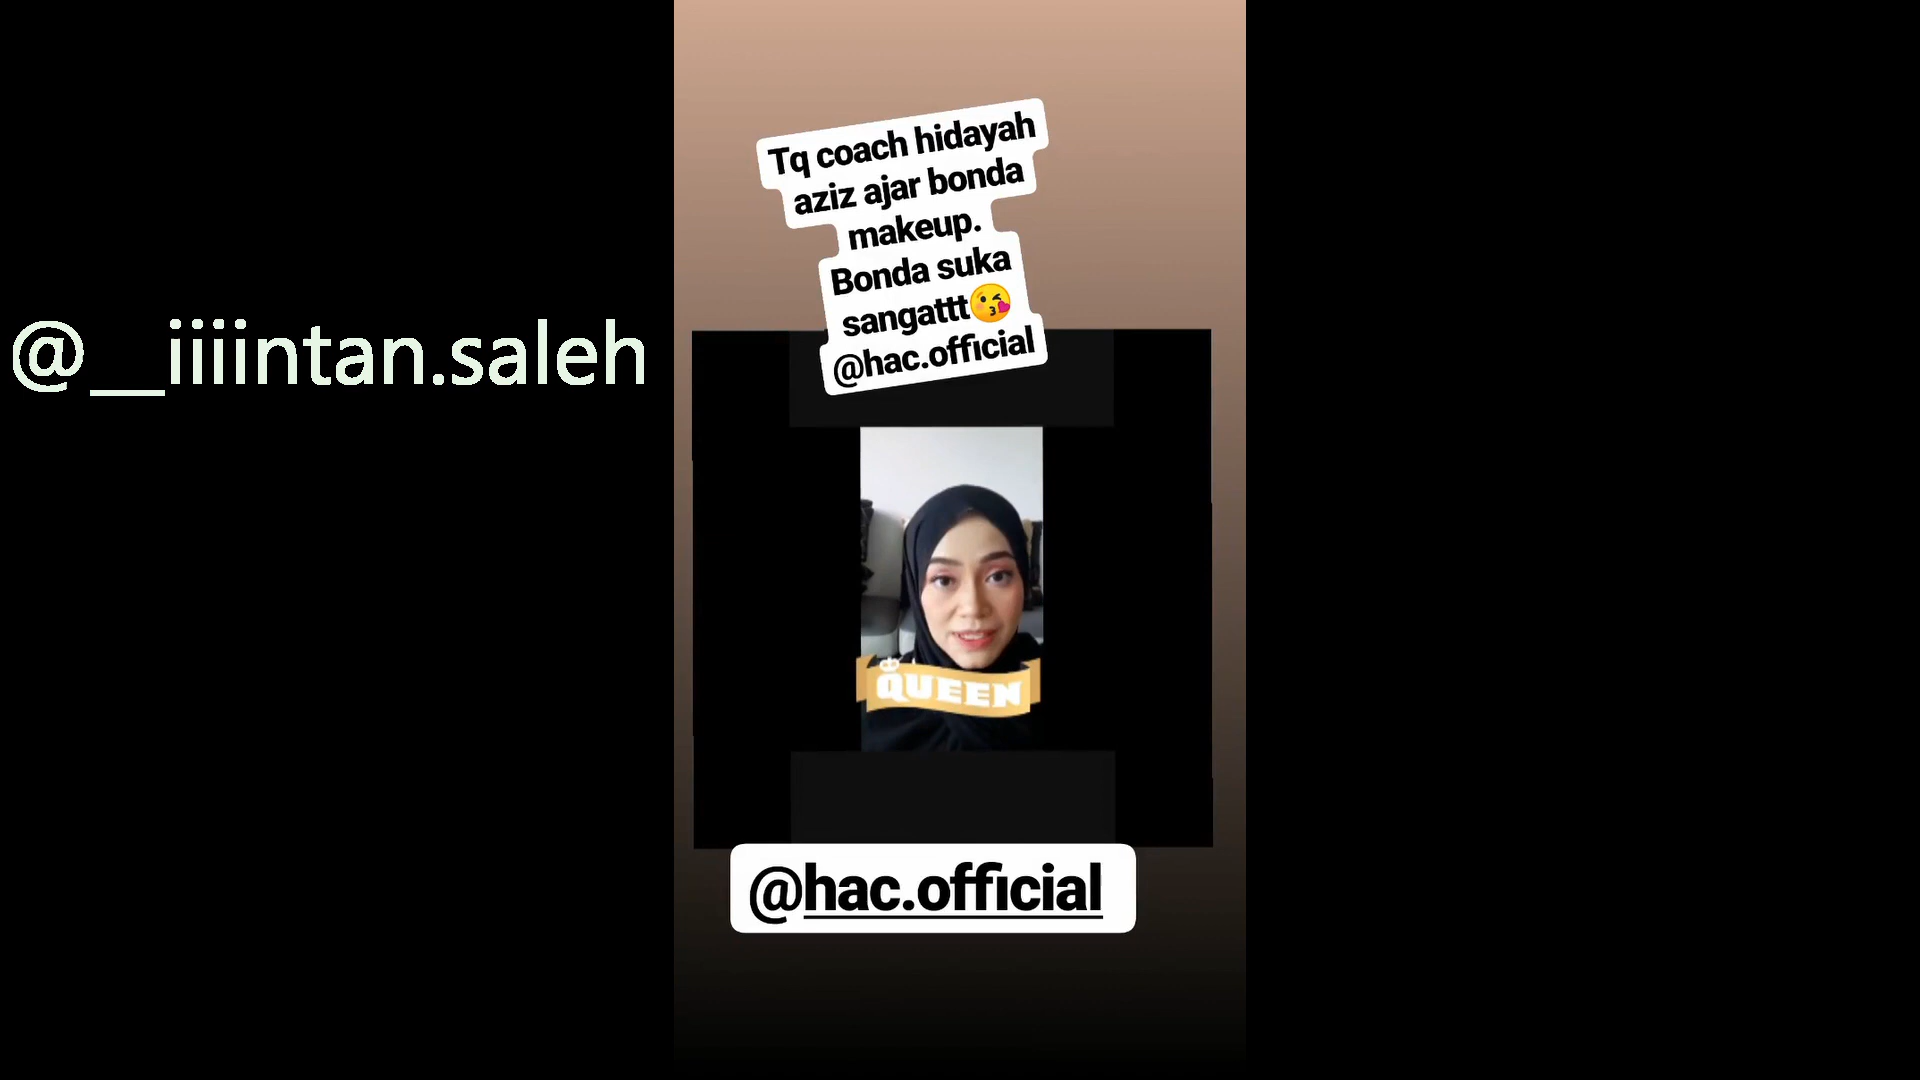 @__iiiintan.saleh
Tq coach hidayah
aziz ajar bonda
makeup.
Bonda suka
sangattt😘
@hac.official
QUEEN
@hac.official